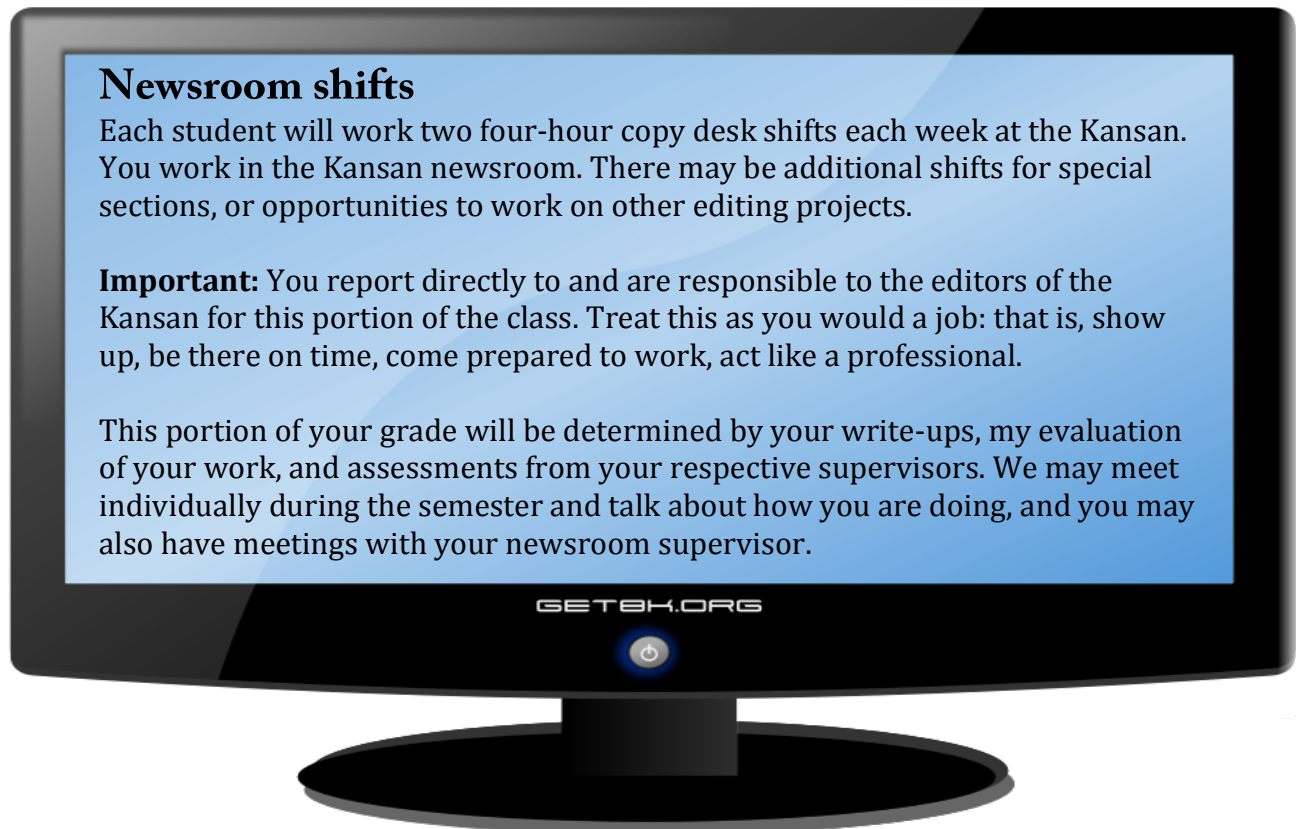 Newsroom shifts
Each student will work two four-hour copy desk shifts each week at the Kansan.
You work in the Kansan newsroom. There may be additional shifts for special
sections, or opportunities to work on other editing projects.
Important: You report directly to and are responsible to the editors of the
Kansan for this portion of the class. Treat this as you would a job: that is, show
up, be there on time, come prepared to work, act like a professional.
This portion of your grade will be determined by your write-ups, my evaluation
of your work, and assessments from your respective supervisors. We may meet
individually during the semester and talk about how you are doing, and you may
also have meetings with your newsroom supervisor.
GET8K.ORG